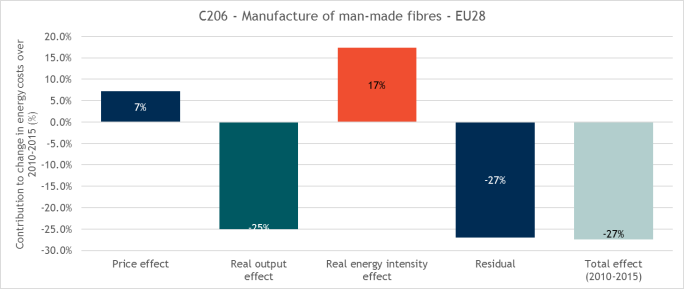 C206 - Manufacture of man-made fibres - EU28
Contribution to change in energy costs over
2010-2015 (%)
20.0%
15.0%
10.0%
5.0%
0.0%
-5.0%
-10.0%
-15.0%
-20.0%
-25.0%
-30.0%
7%
-25%
17%
-27%
-27%
Price effect
Real output
effect
Real energy intensity
effect
Residual
Total effect
(2010-2015)